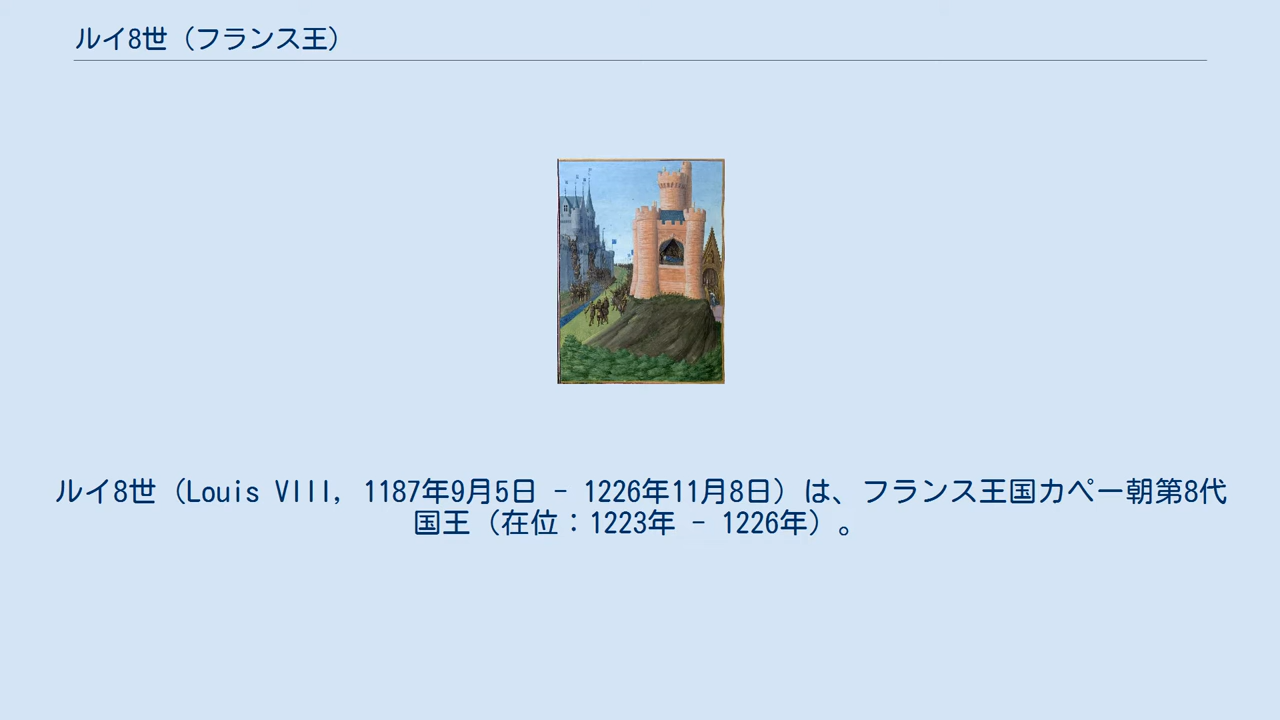 ルイ8世（フランス王）
ルイ8世（Louis VIII, 1187年9月5日 - 1226年11月8日）は、フランス王国カペー朝第8代
国王（在位：1223年 - 1226年）。